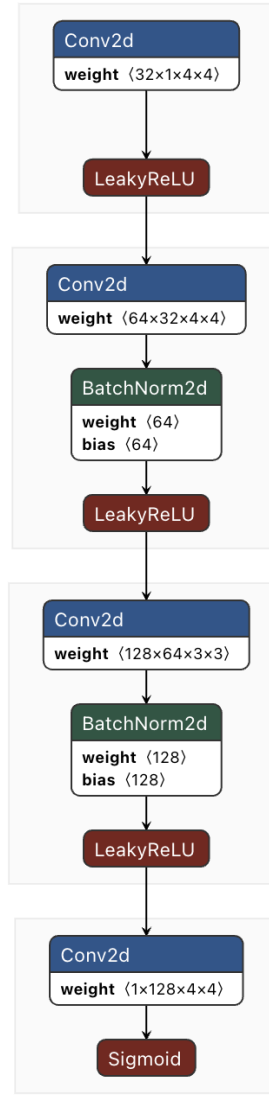 Conv2d
weight ⟨32×1×4×4⟩
LeakyReLU
Conv2d
weight ⟨64×32×4×4⟩
BatchNorm2d
weight ⟨64⟩
bias ⟨64⟩
LeakyReLU
Conv2d
weight ⟨128×64×3×3⟩
BatchNorm2d
weight ⟨128⟩
bias ⟨128⟩
LeakyReLU
Conv2d
weight ⟨1×128×4×4⟩
Sigmoid